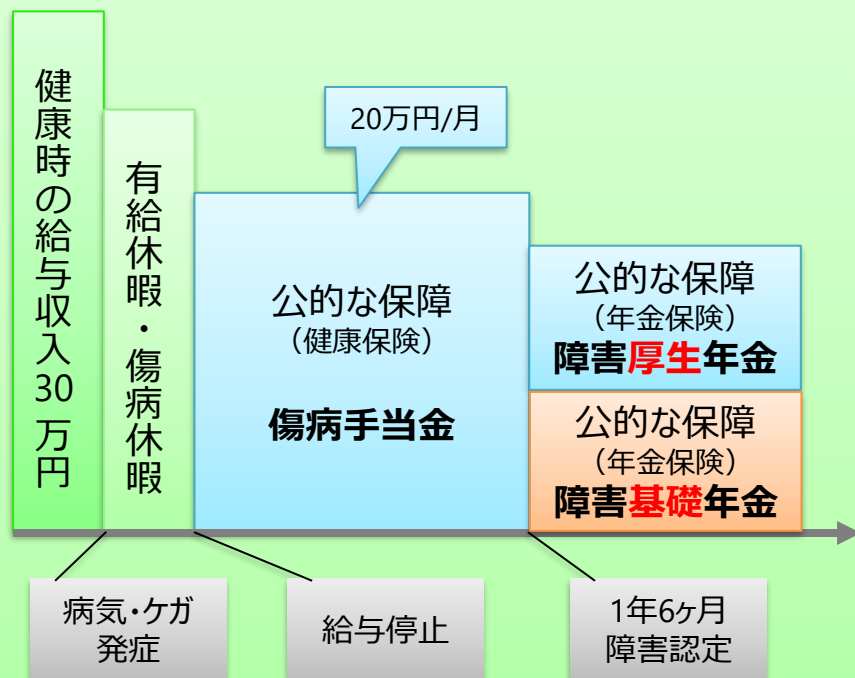 健康時の給与収入30万円
有給休暇・傷病休暇
20万円/月
公的な保障
（健康保険）
傷病手当金
公的な保障
（年金保険）
障害厚生年金
公的な保障
（年金保険）
障害基礎年金
病気・ケガ
発症
給与停止
1年6ヶ月
障害認定